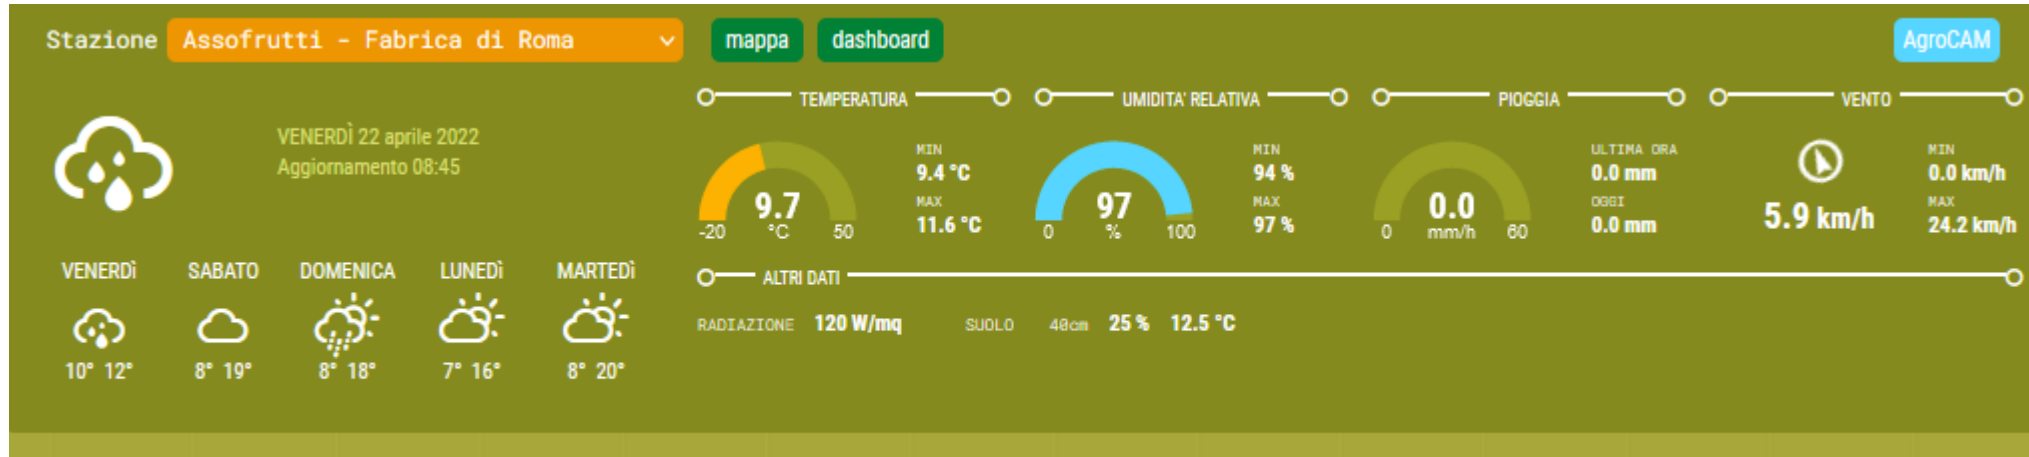 Stazione Assofrutti - Fabrica di Roma mappa dashboard AgroCAM
VENERDÌ 22 aprile 2022
Aggiornamento 08:45
TEMPERATURA
9.7
°C
-20 50
MIN
9.4 °C
MAX
11.6 °C
UMIDITA' RELATIVA
97
%
0 100
MIN
94 %
MAX
97 %
PIOGGIA
0.0
mm/h
0 60
ULTIMA ORA
0.0 mm
OGGI
0.0 mm
VENTO
5.9 km/h
MIN
0.0 km/h
MAX
24.2 km/h
VENERDÌ SABATO DOMENICA LUNEDÌ MARTEDÌ
10° 12° 8° 19° 8° 18° 7° 16° 8° 20°
ALTRI DATI
RADIAZIONE 120 W/mq SUOLO 40cm 25 % 12.5 °C